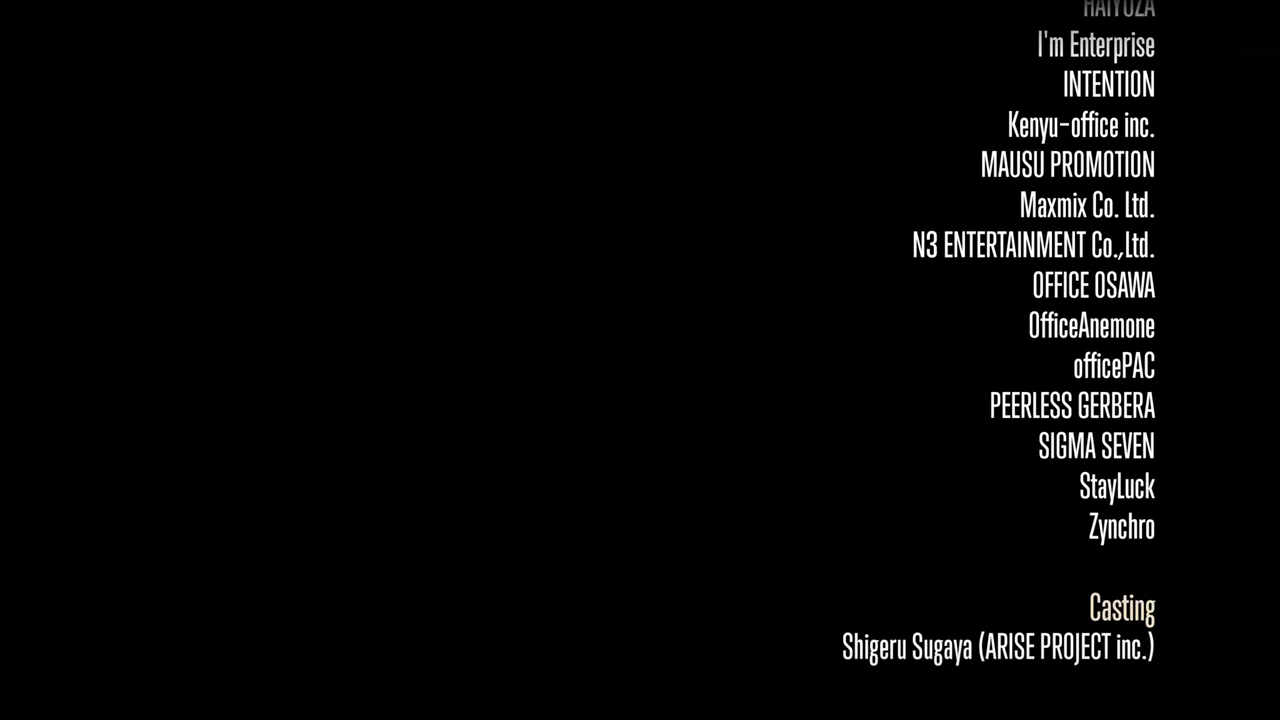 HAIYUZA
I'm Enterprise
INTENTION
Kenyu-office inc.
MAUSU PROMOTION
Maxmix Co. Ltd.
N3 ENTERTAINMENT Co.,Ltd.
OFFICE OSAWA
OfficeAnemone
officePAC
PEERLESS GERBERA
SIGMA SEVEN
StayLuck
Zynchro
Casting
Shigeru Sugaya (ARISE PROJECT inc.)